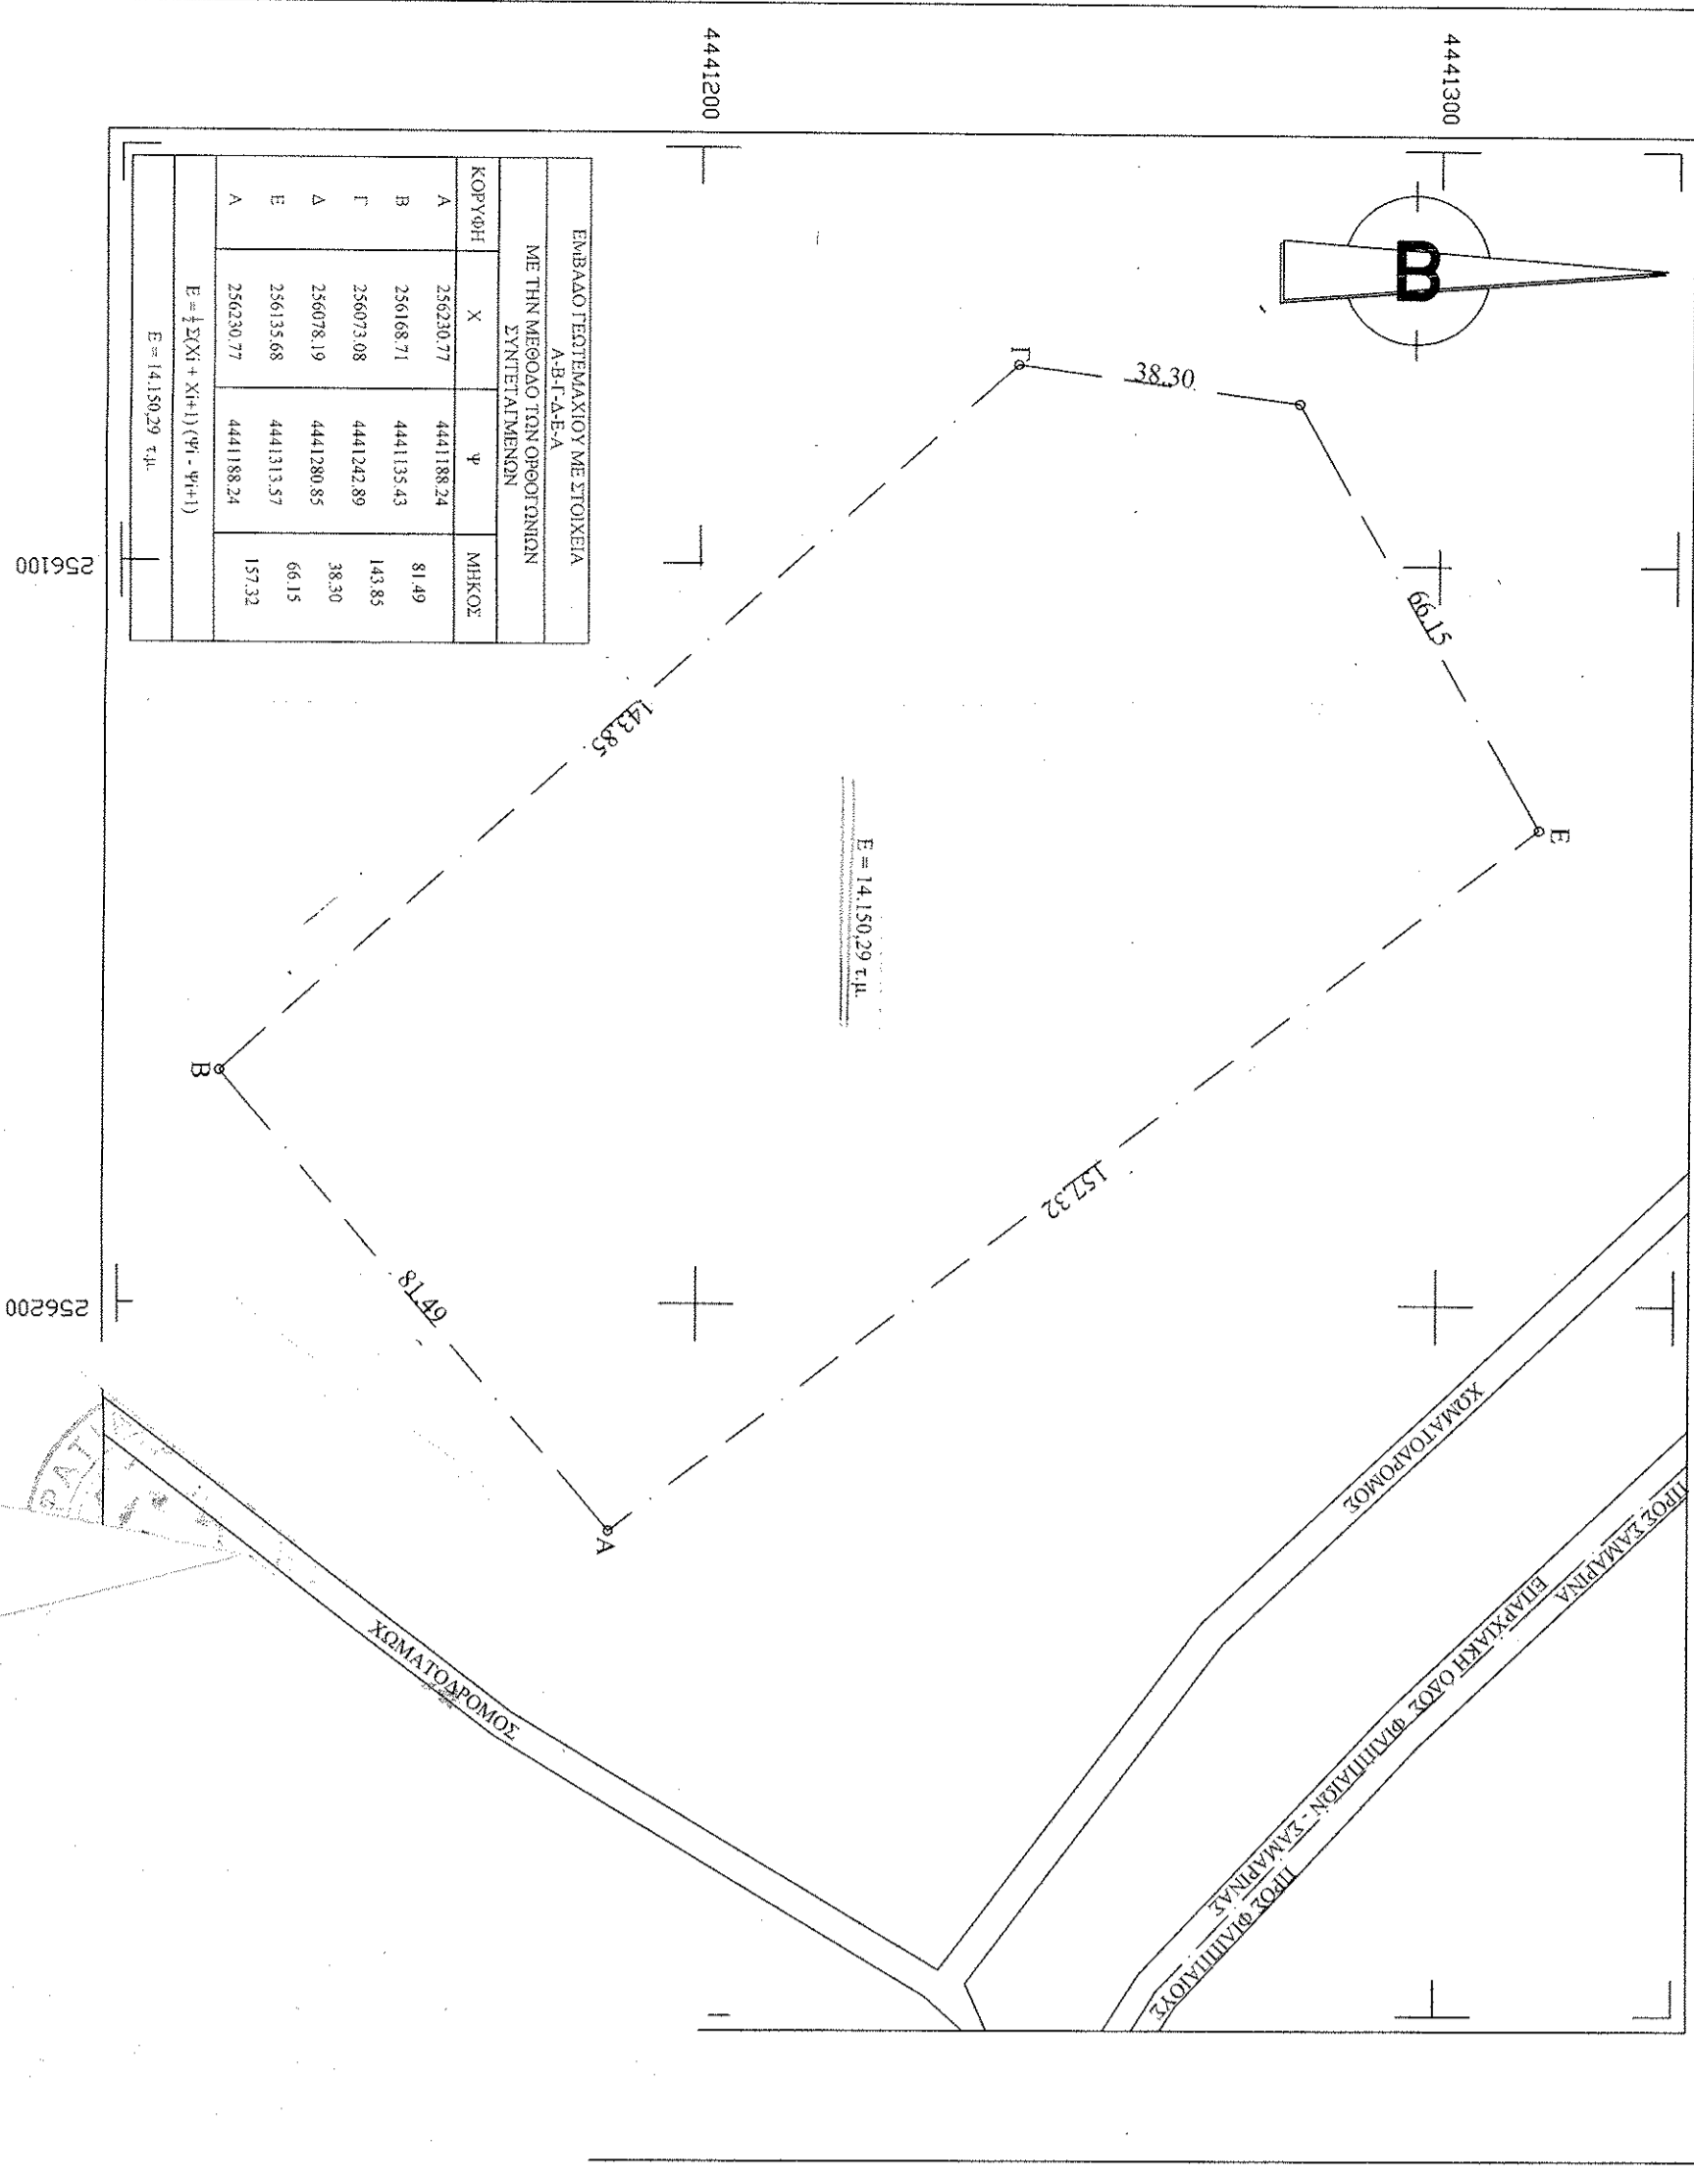 4441200
4441300
Β
ΕΜΒΑΔΟ ΓΕΩΤΕΜΑΧΙΟΥ ΜΕ ΣΤΟΙΧΕΙΑ
Α-Β-Γ-Δ-Ε-Α
ΜΕ ΤΗΝ ΜΕΘΟΔΟ ΤΩΝ ΟΡΘΟΓΩΝΙΩΝ
ΣΥΝΤΕΤΑΓΜΕΝΩΝ
ΚΟΡΥΦΗ Χ Ψ ΜΗΚΟΣ
Α 256230.77 4441188.24
81.49
Β 256168.71 4441135.43
143.85
Γ 256073.08 4441242.89
38.30
Δ 256078.19 4441280.85
66.15
Ε 256135.68 4441313.57
157.32
Α 256230.77 4441188.24
Ε = ½ Σ(Χi + Χi+1) (Ψi - Ψi+1)
Ε = 14.150,29 τ.μ.
Γ
38.30
66.15
Ε
143.85
Ε = 14.150,29 τ.μ.
157.32
Β
81.49
Α
256100
256200
ΧΩΜΑΤΟΔΡΟΜΟΣ
ΧΩΜΑΤΟΔΡΟΜΟΣ
ΠΡΟΣ ΣΑΜΑΡΙΝΑ
ΕΠΑΡΧΙΑΚΗ ΟΔΟΣ ΦΙΛΙΠΠΑΙΩΝ - ΣΑΜΑΡΙΝΑΣ
ΠΡΟΣ ΦΙΛΙΠΠΑΙΟΥΣ